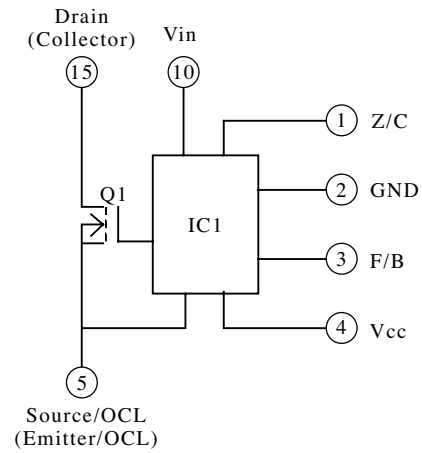 Drain
(Collector)
Vin
15
10
1 Z/C
Q1
2 GND
IC1
3 F/B
4 Vcc
5
Source/OCL
(Emitter/OCL)